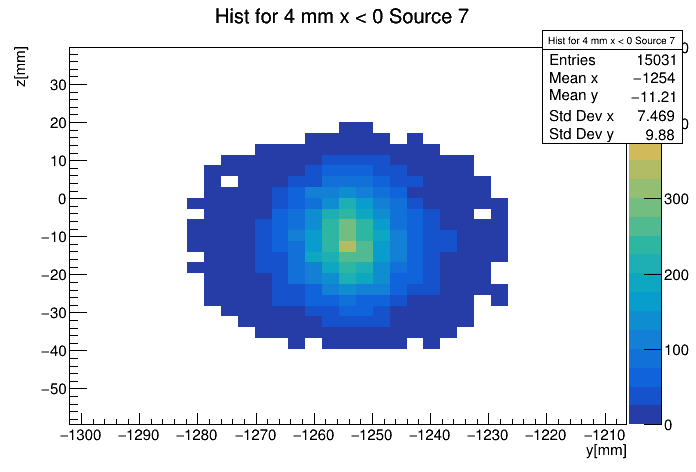 Hist for 4 mm x < 0 Source 7
z[mm]
Hist for 4 mm x < 0 Source 7
Entries 15031
Mean x −1254
Mean y −11.21
Std Dev x 7.469
Std Dev y 9.88
30
20
10
0
−10
−20
−30
−40
−50
300
200
100
0
−1300 −1290 −1280 −1270 −1260 −1250 −1240 −1230 −1220 −1210
y[mm]